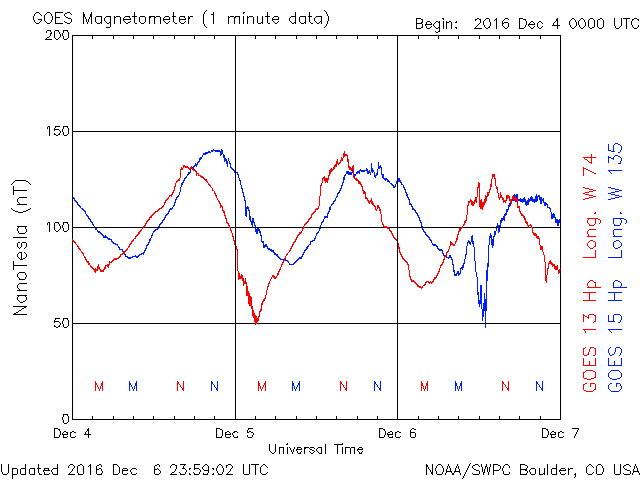 GOES Magnetometer (1 minute data)
Begin: 2016 Dec 4 0000 UTC
200
150
100
50
0
NanoTesla (nT)
M M N N M M N N M M N N
Dec 4 Dec 5 Dec 6 Dec 7
Universal Time
GOES 13 Hp Long. W 74
GOES 15 Hp Long. W 135
Updated 2016 Dec 6 23:59:02 UTC
NOAA/SWPC Boulder, CO USA